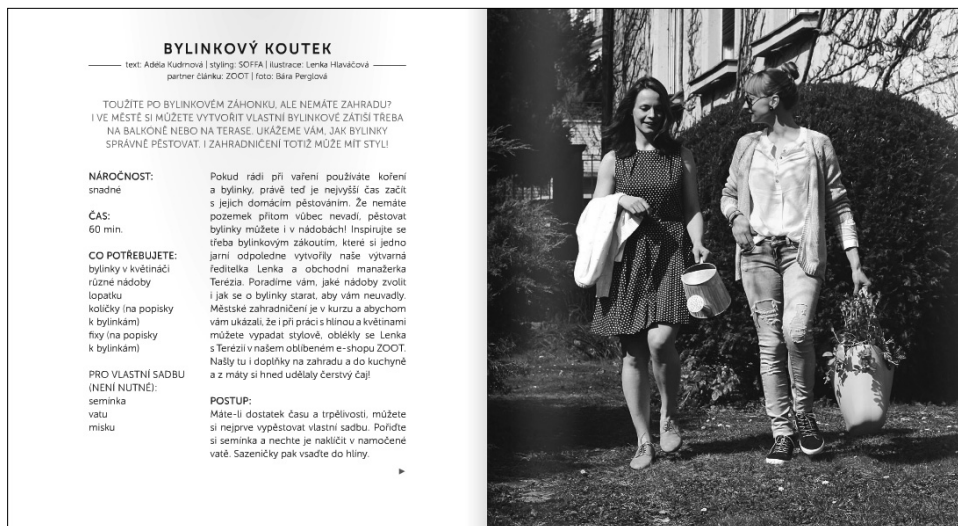 BYLINKOVÝ KOUTEK
text: Adéla Kudrnová | styling: SOFFA | ilustrace: Lenka Hlaváčová
partner článku: ZOOT | foto: Bára Perglová
TOUŽÍTE PO BYLINKOVÉM ZÁHONKU, ALE NEMÁTE ZAHRADU?
I VE MĚSTĚ SI MŮŽETE VYTVOŘIT VLASTNÍ BYLINKOVÉ ZÁTIŠÍ TŘEBA
NA BALKÓNĚ NEBO NA TERASE. UKÁŽEME VÁM, JAK BYLINKY
SPRÁVNĚ PĚSTOVAT. I ZAHRADNIČENÍ TOTIŽ MŮŽE MÍT STYL!
NÁROČNOST:
snadné
ČAS:
60 min.
CO POTŘEBUJETE:
bylinky v květináči
různé nádoby
lopatku
kolíčky (na popisky
k bylinkám)
fixy (na popisky
k bylinkám)
PRO VLASTNÍ SADBU
(NENÍ NUTNÉ):
semínka
vatu
misku
Pokud rádi při vaření používáte koření
a bylinky, právě teď je nejvyšší čas začít
s jejich domácím pěstováním. Že nemáte
pozemek přitom vůbec nevadí, pěstovat
bylinky můžete i v nádobách! Inspirujte se
třeba bylinkovým zákoutím, které si jedno
jarní odpoledne vytvořily naše výtvarná
ředitelka Lenka a obchodní manažerka
Terézia. Poradíme vám, jaké nádoby zvolit
i jak se o bylinky starat, aby vám neuvadly.
Městské zahradničení je v kurzu a abychom
vám ukázali, že i při práci s hlínou a květinami
můžete vypadat stylově, oblékly se Lenka
s Terézií v našem oblíbeném e-shopu ZOOT.
Našly tu i doplňky na zahradu a do kuchyně
a z máty si hned udělaly čerstvý čaj!
POSTUP:
Máte-li dostatek času a trpělivosti, můžete
si nejprve vypěstovat vlastní sadbu. Pořiďte
si semínka a nechte je naklíčit v namočené
vatě. Sazeničky pak vsaďte do hlíny.